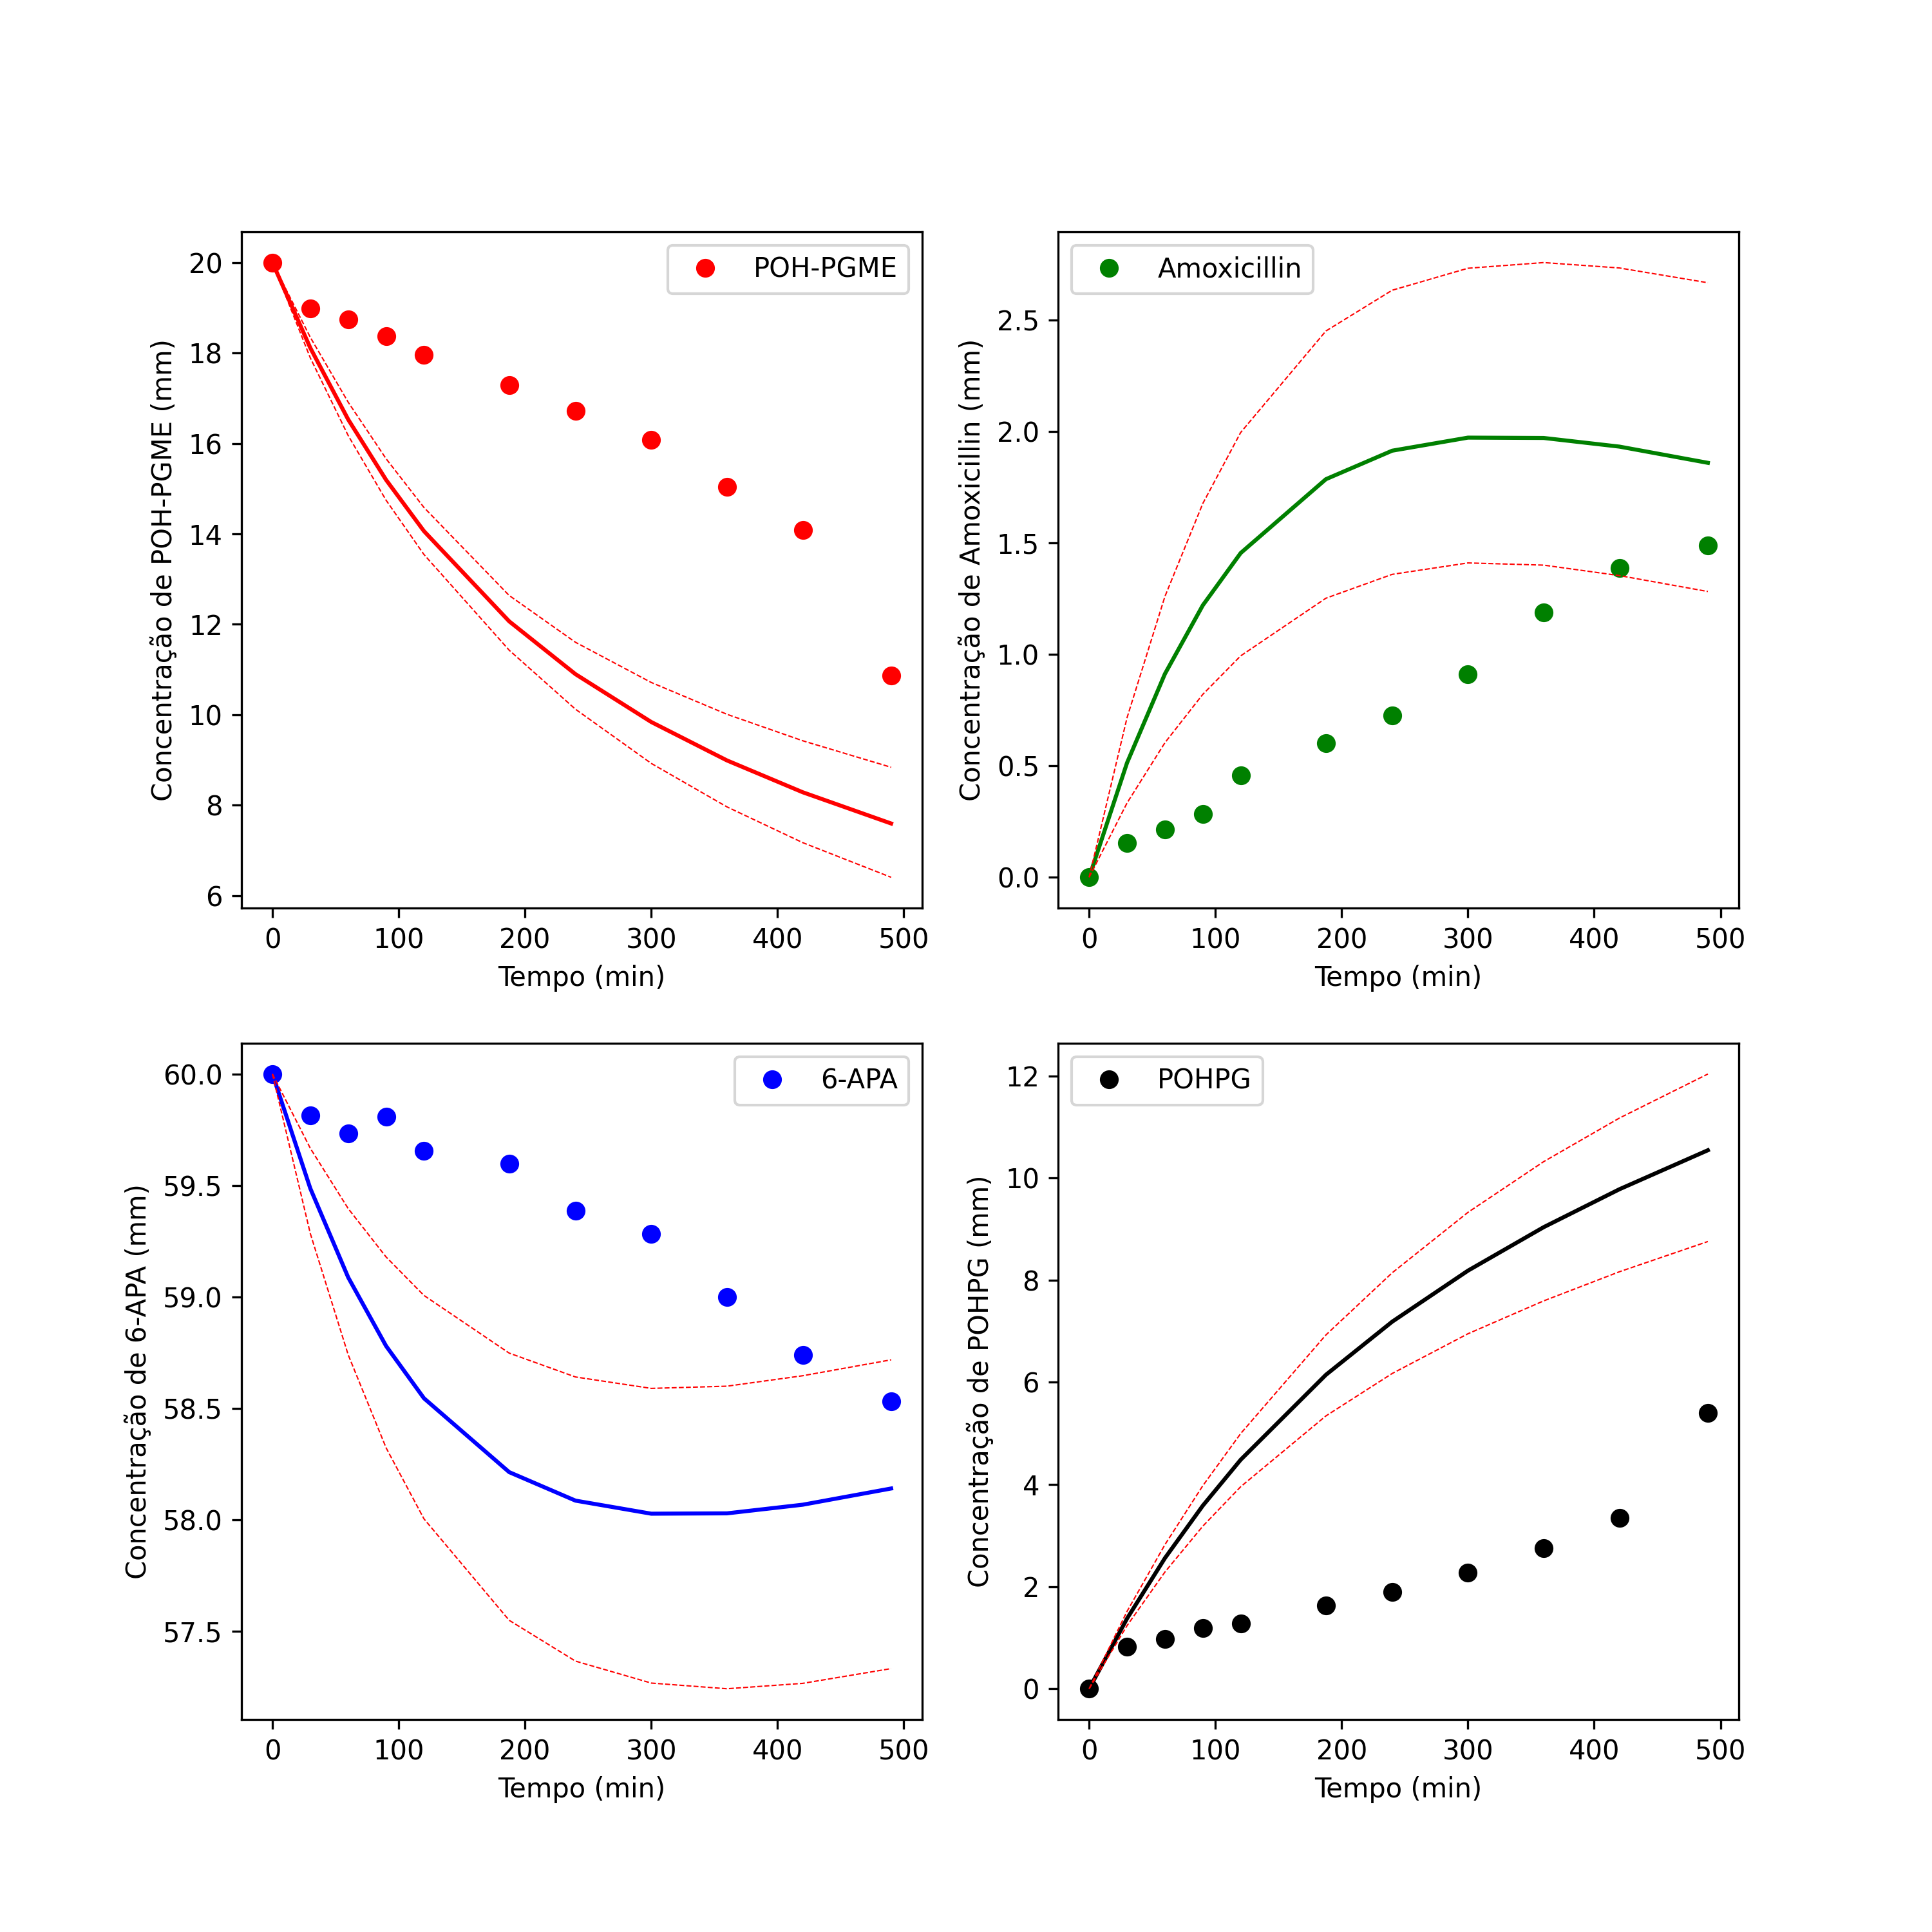 POH-PGME
Concentração de POH-PGME (mm)
20
18
16
14
12
10
8
6
0 100 200 300 400 500
Tempo (min)
Amoxicillin
Concentração de Amoxicillin (mm)
2.5
2.0
1.5
1.0
0.5
0.0
0 100 200 300 400 500
Tempo (min)
6-APA
Concentração de 6-APA (mm)
60.0
59.5
59.0
58.5
58.0
57.5
0 100 200 300 400 500
Tempo (min)
POHPG
Concentração de POHPG (mm)
12
10
8
6
4
2
0
0 100 200 300 400 500
Tempo (min)